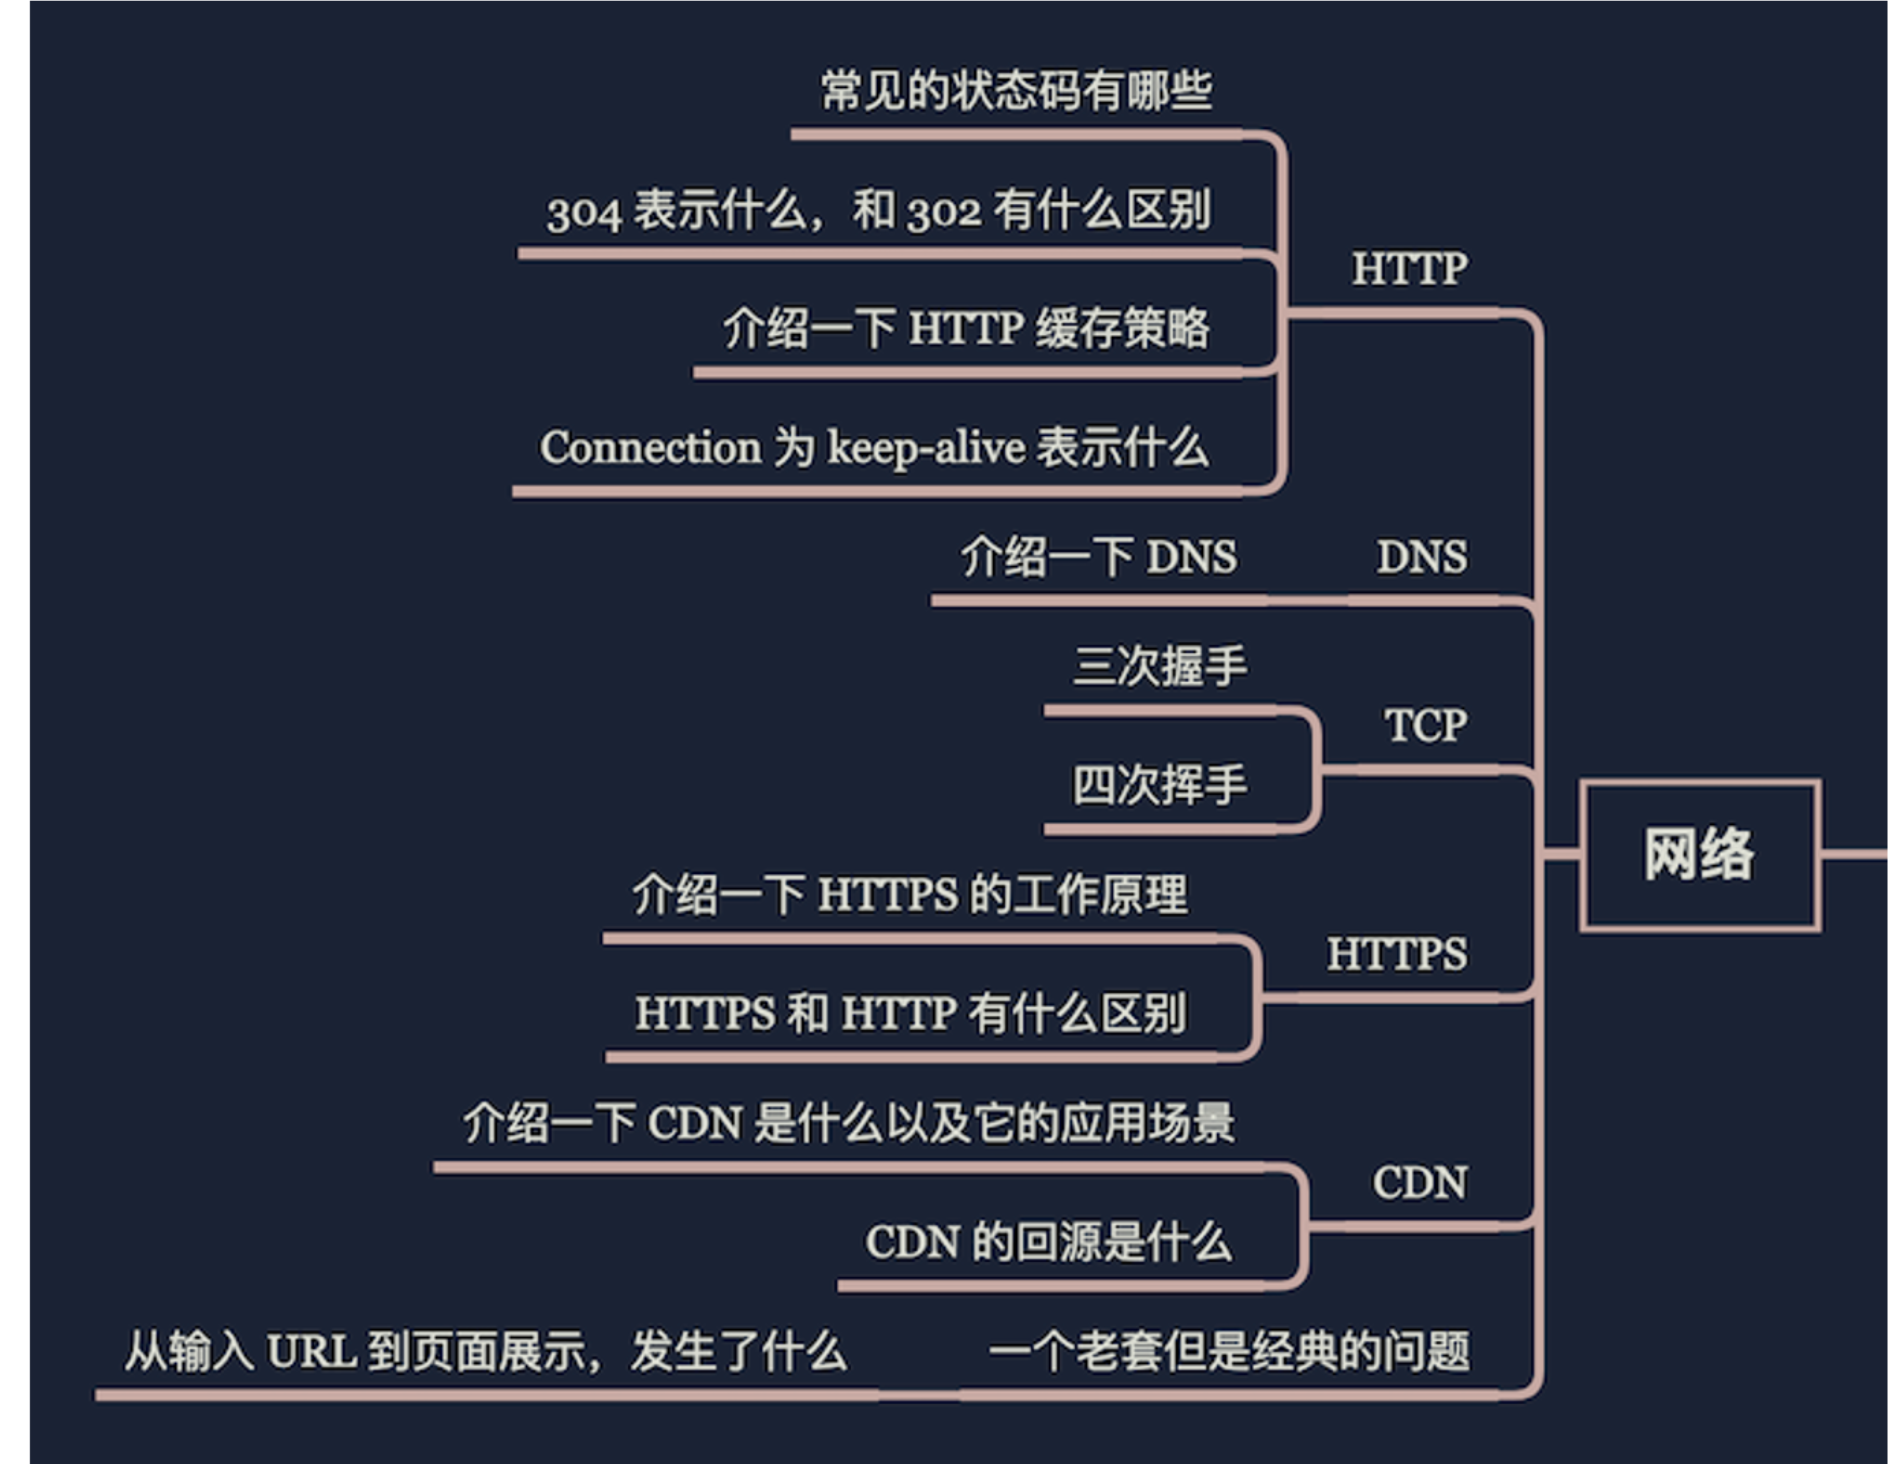 常见的状态码有哪些
304 表示什么，和 302 有什么区别
HTTP
介绍一下 HTTP 缓存策略
Connection 为 keep-alive 表示什么
介绍一下 DNS
DNS
三次握手
TCP
四次挥手
网络
介绍一下 HTTPS 的工作原理
HTTPS
HTTPS 和 HTTP 有什么区别
介绍一下 CDN 是什么以及它的应用场景
CDN
CDN 的回源是什么
从输入 URL 到页面展示，发生了什么
一个老套但是经典的问题